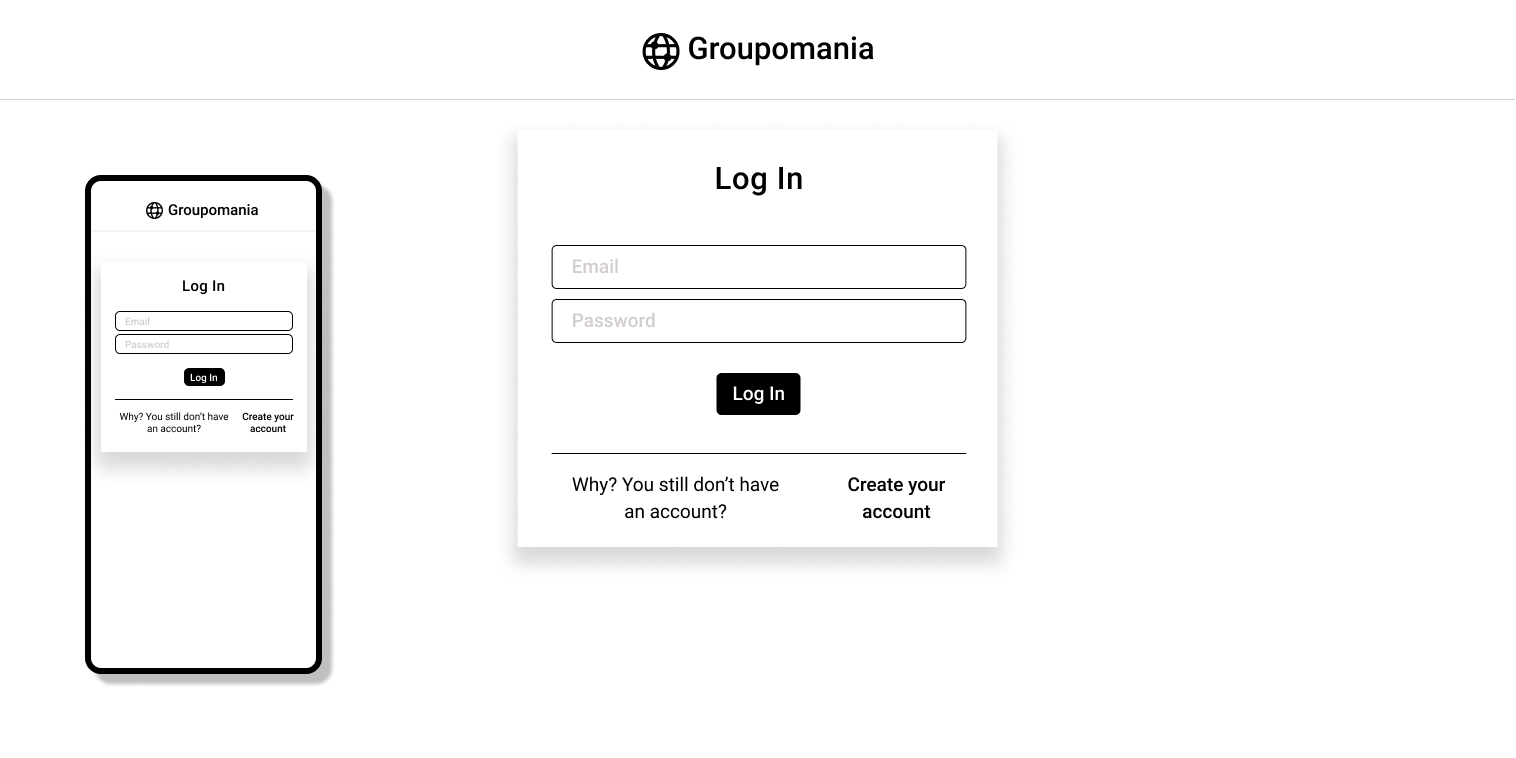 Groupomania
Log In
Email
Password
Log In
Why? You still don’t have
an account?
Create your
account
Groupomania
Log In
Email
Password
Log In
Why? You still don’t have
an account?
Create your
account